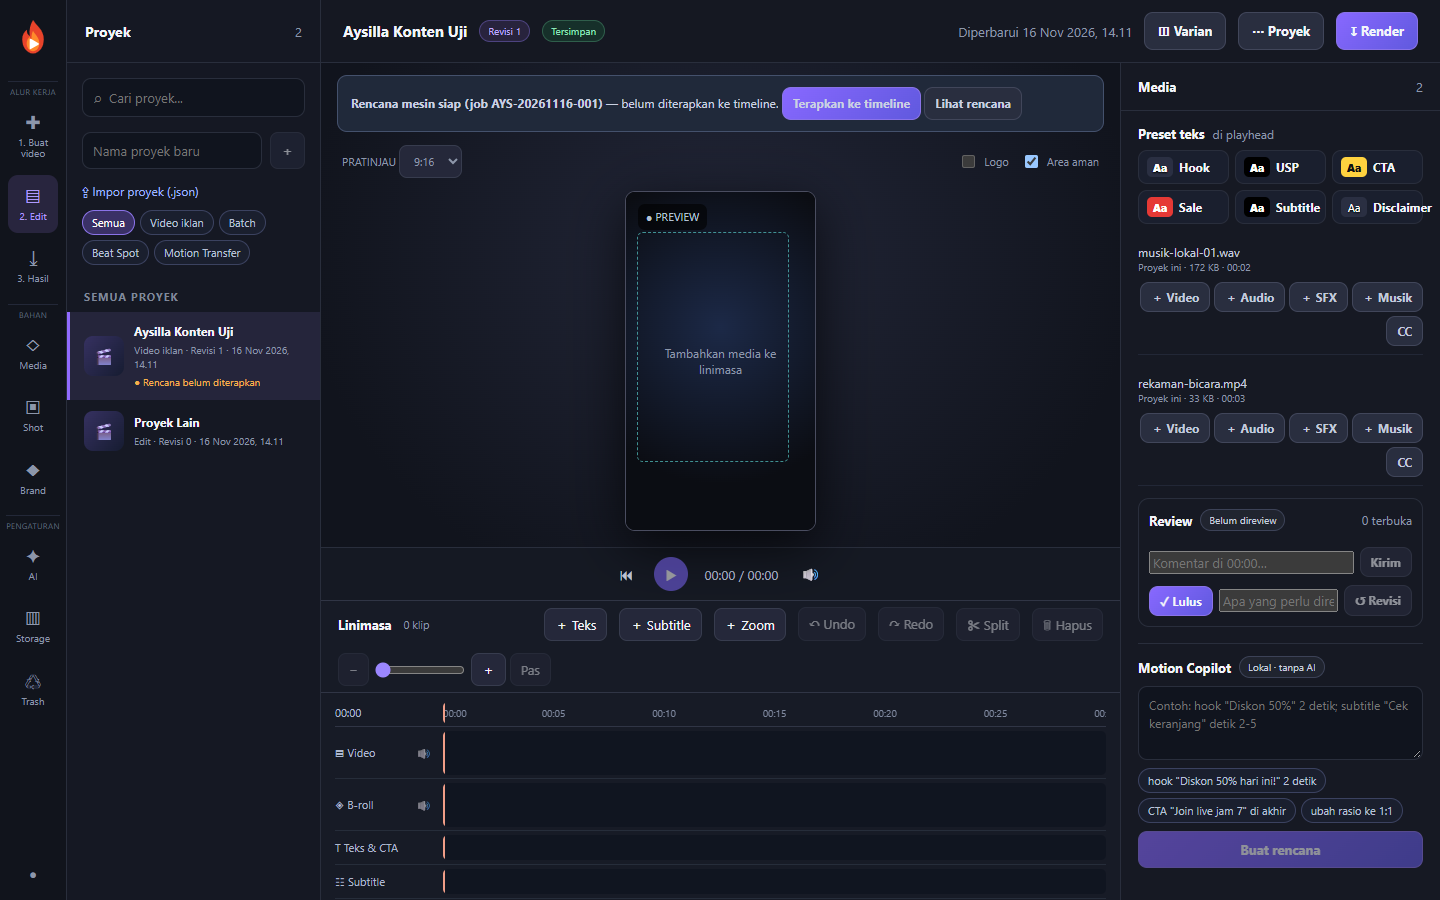 ALUR KERJA
1. Buat
video
2. Edit
3. Hasil
BAHAN
Media
Shot
Brand
PENGATURAN
AI
Storage
Trash
Proyek 2
Cari proyek...
Nama proyek baru +
Impor proyek (.json)
Semua Video iklan Batch
Beat Spot Motion Transfer
SEMUA PROYEK
Aysilla Konten Uji
Video iklan · Revisi 1 · 16 Nov 2026,
14.11
● Rencana belum diterapkan
Proyek Lain
Edit · Revisi 0 · 16 Nov 2026, 14.11
Aysilla Konten Uji Revisi 1 Tersimpan Diperbarui 16 Nov 2026, 14.11 Varian ··· Proyek Render
Rencana mesin siap (job AYS-20261116-001) — belum diterapkan ke timeline. Terapkan ke timeline Lihat rencana
PRATINJAU 9:16 Logo Area aman
● PREVIEW
Tambahkan media ke
linimasa
00:00 / 00:00
Linimasa 0 klip + Teks + Subtitle + Zoom Undo Redo Split Hapus
− + Pas
00:00 00:00 00:05 00:10 00:15 00:20 00:25 00:
Video
B-roll
T Teks & CTA
Subtitle
Media 2
Preset teks di playhead
Aa Hook Aa USP Aa CTA
Aa Sale Aa Subtitle Aa Disclaimer
musik-lokal-01.wav
Proyek ini · 172 KB · 00:02
+ Video + Audio + SFX + Musik
CC
rekaman-bicara.mp4
Proyek ini · 33 KB · 00:03
+ Video + Audio + SFX + Musik
CC
Review Belum direview 0 terbuka
Komentar di 00:00... Kirim
✓ Lulus Apa yang perlu dire ↺ Revisi
Motion Copilot Lokal · tanpa AI
Contoh: hook "Diskon 50%" 2 detik; subtitle "Cek
keranjang" detik 2-5
hook "Diskon 50% hari ini!" 2 detik
CTA "Join live jam 7" di akhir ubah rasio ke 1:1
Buat rencana